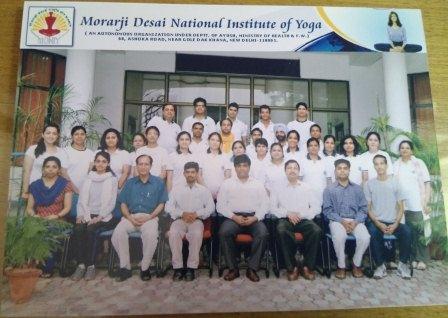 Morarji Desai National Institute of Yoga
( AN AUTONOMOUS ORGANIZATION UNDER DEPTT. OF AYUSH, MINISTRY OF HEALTH & F.W.)
68, ASHOKA ROAD, NEAR GOLE DAK KHANA, NEW DELHI-110001.